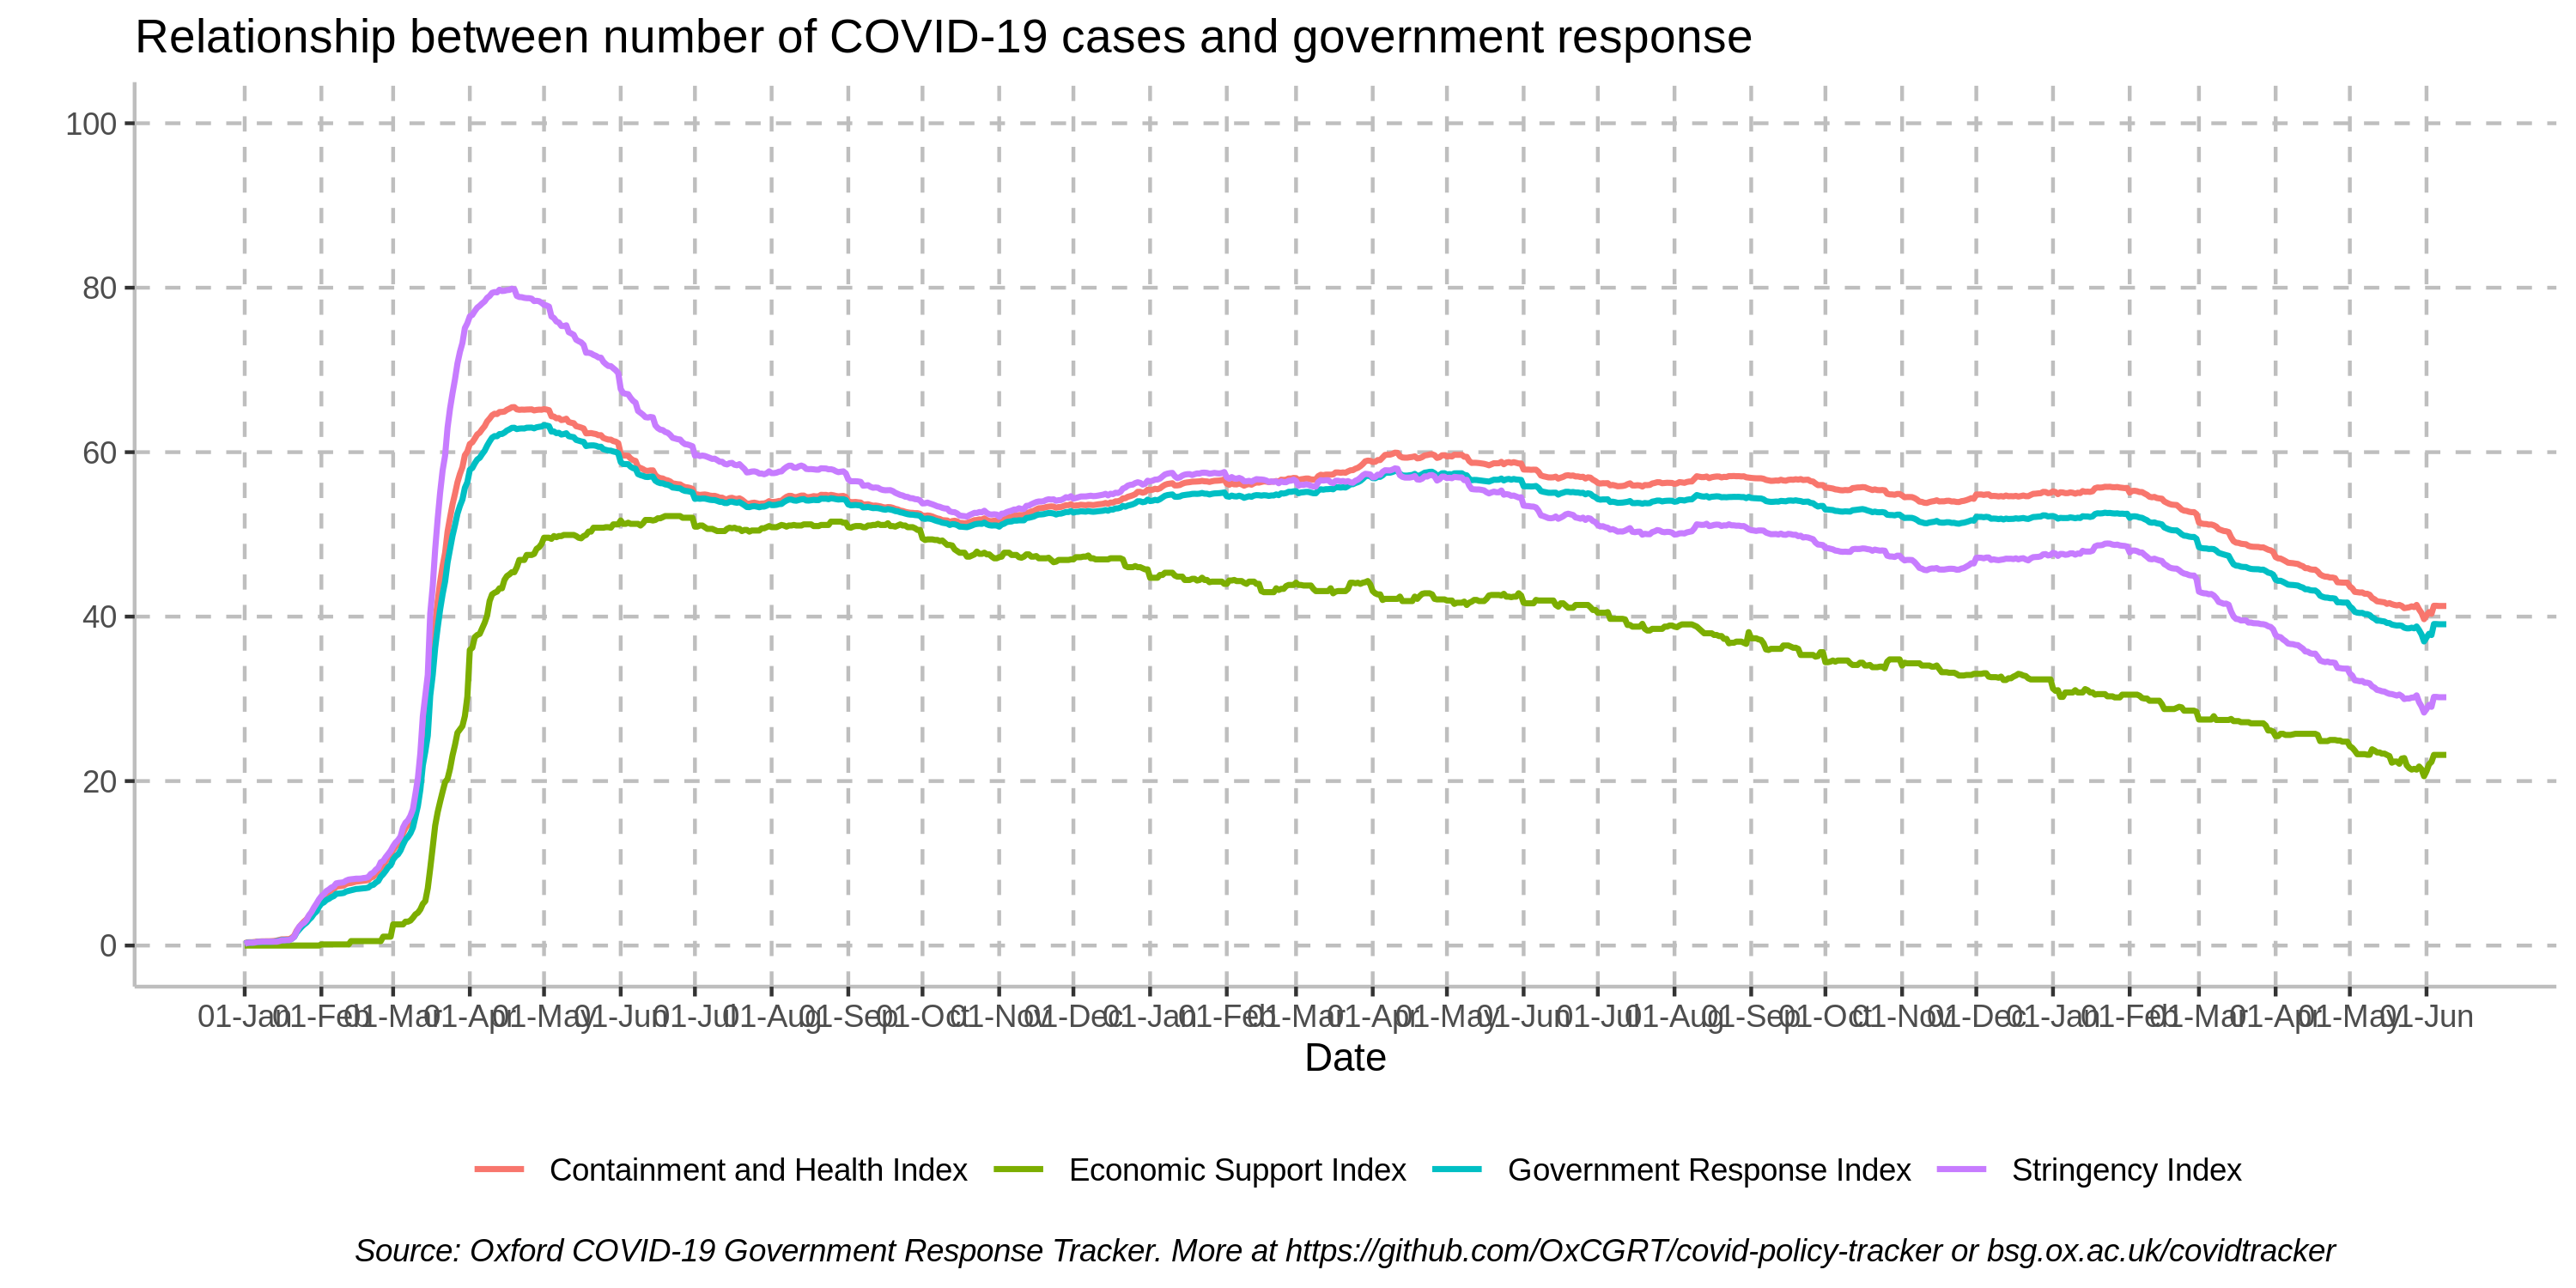 Relationship between number of COVID-19 cases and government response
100
80
60
40
20
0
01-Jan 01-Feb 01-Mar 01-Apr 01-May 01-Jun 01-Jul 01-Aug 01-Sep 01-Oct 01-Nov 01-Dec 01-Jan 01-Feb 01-Mar 01-Apr 01-May 01-Jun 01-Jul 01-Aug 01-Sep 01-Oct 01-Nov 01-Dec 01-Jan 01-Feb 01-Mar 01-Apr 01-May 01-Jun
Date
Containment and Health Index Economic Support Index Government Response Index Stringency Index
Source: Oxford COVID-19 Government Response Tracker. More at https://github.com/OxCGRT/covid-policy-tracker or bsg.ox.ac.uk/covidtracker